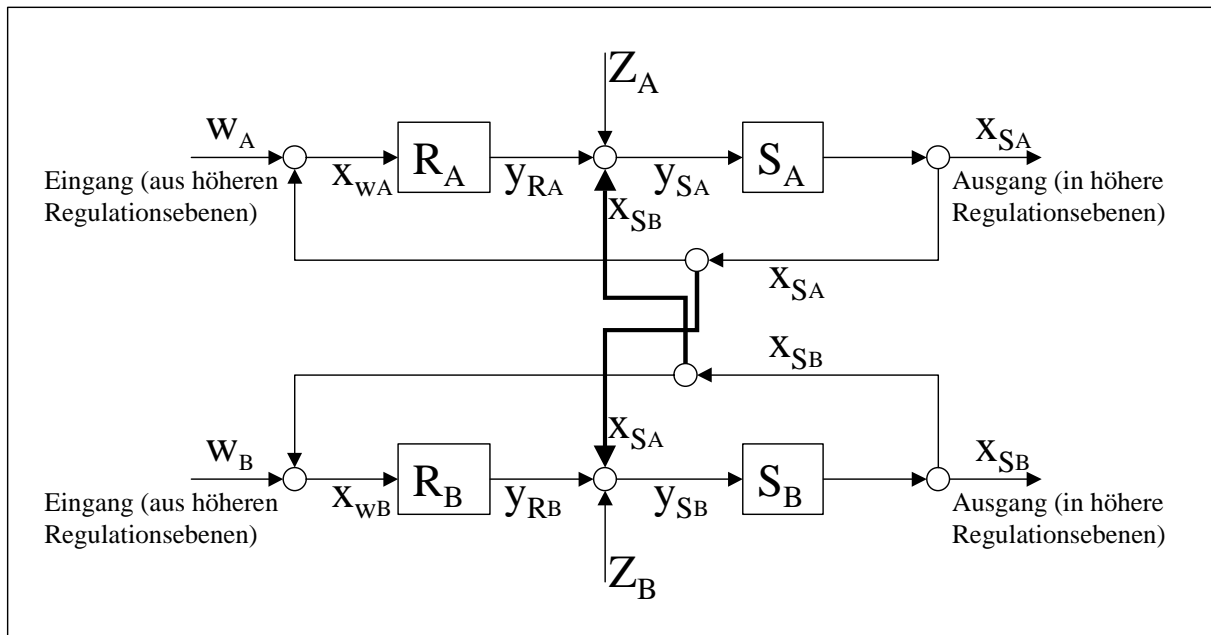 Z_A
w_A
x_wA
R_A
y_RA
y_SA
S_A
x_SA
Eingang (aus höheren
Regulationsebenen)
x_SB
Ausgang (in höhere
Regulationsebenen)
x_SA
x_SB
x_SA
w_B
x_wB
R_B
y_RB
y_SB
S_B
x_SB
Eingang (aus höheren
Regulationsebenen)
Ausgang (in höhere
Regulationsebenen)
Z_B